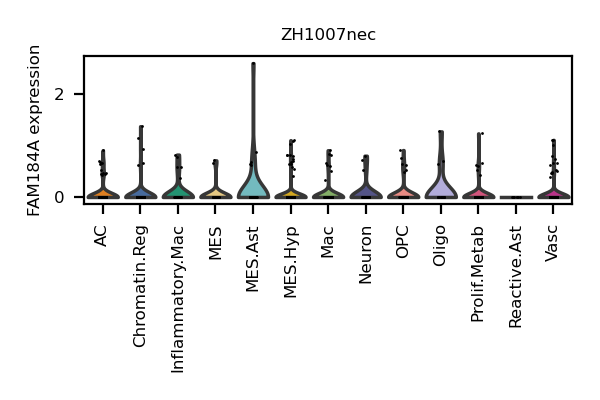 ZH1007nec
FAM184A expression
2
0
AC
Chromatin.Reg
Inflammatory.Mac
MES
MES.Ast
MES.Hyp
Mac
Neuron
OPC
Oligo
Prolif.Metab
Reactive.Ast
Vasc